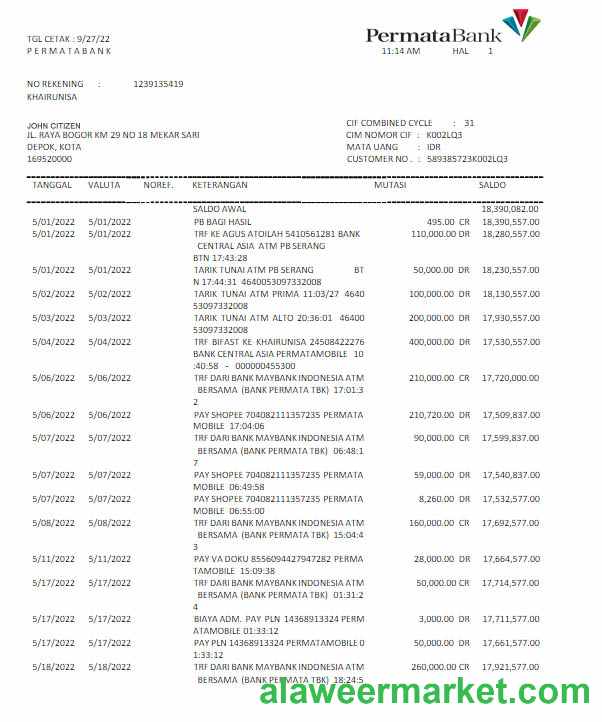 PermataBank
TGL CETAK : 9/27/22
P E R M A T A B A N K 11:14 AM HAL 1
NO REKENING : 1239135419
KHAIRUNISA
JOHN CITIZEN
JL. RAYA BOGOR KM 29 NO 18 MEKAR SARI
DEPOK, KOTA
169520000
CIF COMBINED CYCLE : 31
CIM NOMOR CIF : K002LQ3
MATA UANG : IDR
CUSTOMER NO . : 589385723K002LQ3
TANGGAL VALUTA NOREF. KETERANGAN MUTASI SALDO
SALDO AWAL 18,390,082.00
5/01/2022 5/01/2022 PB BAGI HASIL 495.00 CR 18,390,557.00
5/01/2022 5/01/2022 TRF KE AGUS ATOILAH 5410561281 BANK 110,000.00 DR 18,280,557.00
CENTRAL ASIA ATM PB SERANG
BTN 17:43:28
5/01/2022 5/01/2022 TARIK TUNAI ATM PB SERANG BT 50,000.00 DR 18,230,557.00
N 17:44:31 4640053097332008
5/02/2022 5/02/2022 TARIK TUNAI ATM PRIMA 11:03/27 4640 100,000.00 DR 18,130,557.00
053097332008
5/03/2022 5/03/2022 TARIK TUNAI ATM ALTO 20:36:01 46400 200,000.00 DR 17,930,557.00
53097332008
5/04/2022 5/04/2022 TRF BIFAST KE KHAIRUNISA 24508422276 400,000.00 DR 17,530,557.00
BANK CENTRAL ASIA PERMATAMOBILE 10
:40:58 - 000000455300
5/06/2022 5/06/2022 TRF DARI BANK MAYBANK INDONESIA ATM 210,000.00 CR 17,720,000.00
BERSAMA (BANK PERMATA TBK) 17:01:3
2
5/06/2022 5/06/2022 PAY SHOPEE 704082111357235 PERMATA 210,720.00 DR 17,509,837.00
MOBILE 17:04:06
5/07/2022 5/07/2022 TRF DARI BANK MAYBANK INDONESIA ATM 90,000.00 CR 17,599,837.00
BERSAMA (BANK PERMATA TBK) 06:48:1
7
5/07/2022 5/07/2022 PAY SHOPEE 704082111357235 PERMATA 59,000.00 DR 17,540,837.00
MOBILE 06:49:58
5/07/2022 5/07/2022 PAY SHOPEE 704082111357235 PERMATA 8,260.00 DR 17,532,577.00
MOBILE 06:55:00
5/08/2022 5/08/2022 TRF DARI BANK MAYBANK INDONESIA ATM 160,000.00 CR 17,692,577.00
BERSAMA (BANK PERMATA TBK) 15:04:4
3
5/11/2022 5/11/2022 PAY VA DOKU 8556094427947282 PERMA 28,000.00 DR 17,664,577.00
TAMOBILE 15:09:38
5/17/2022 5/17/2022 TRF DARI BANK MAYBANK INDONESIA ATM 50,000.00 CR 17,714,577.00
BERSAMA (BANK PERMATA TBK) 01:31:2
4
5/17/2022 5/17/2022 BIAYA ADM. PAY PLN 14368913324 PERM 3,000.00 DR 17,711,577.00
ATAMOBILE 01:33:12
5/17/2022 5/17/2022 PAY PLN 14368913324 PERMATAMOBILE 0 50,000.00 DR 17,661,577.00
1:33:12
5/18/2022 5/18/2022 TRF DARI BANK MAYBANK INDONESIA ATM 260,000.00 CR 17,921,577.00
BERSAMA (BANK PERMATA TBK) 18:24:5
alaweermarket.com